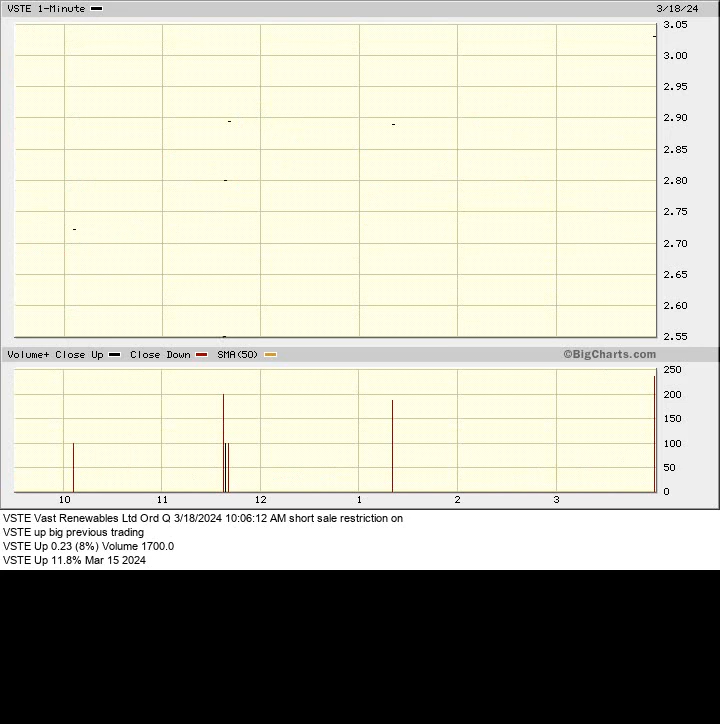 VSTE 1-Minute 3/18/24
3.05
3.00
2.95
2.90
2.85
2.80
2.75
2.70
2.65
2.60
2.55
Volume+ Close Up Close Down SMA(50) ©BigCharts.com
250
200
150
100
50
0
10 11 12 1 2 3
VSTE Vast Renewables Ltd Ord Q 3/18/2024 10:06:12 AM short sale restriction on
VSTE up big previous trading
VSTE Up 0.23 (8%) Volume 1700.0
VSTE Up 11.8% Mar 15 2024